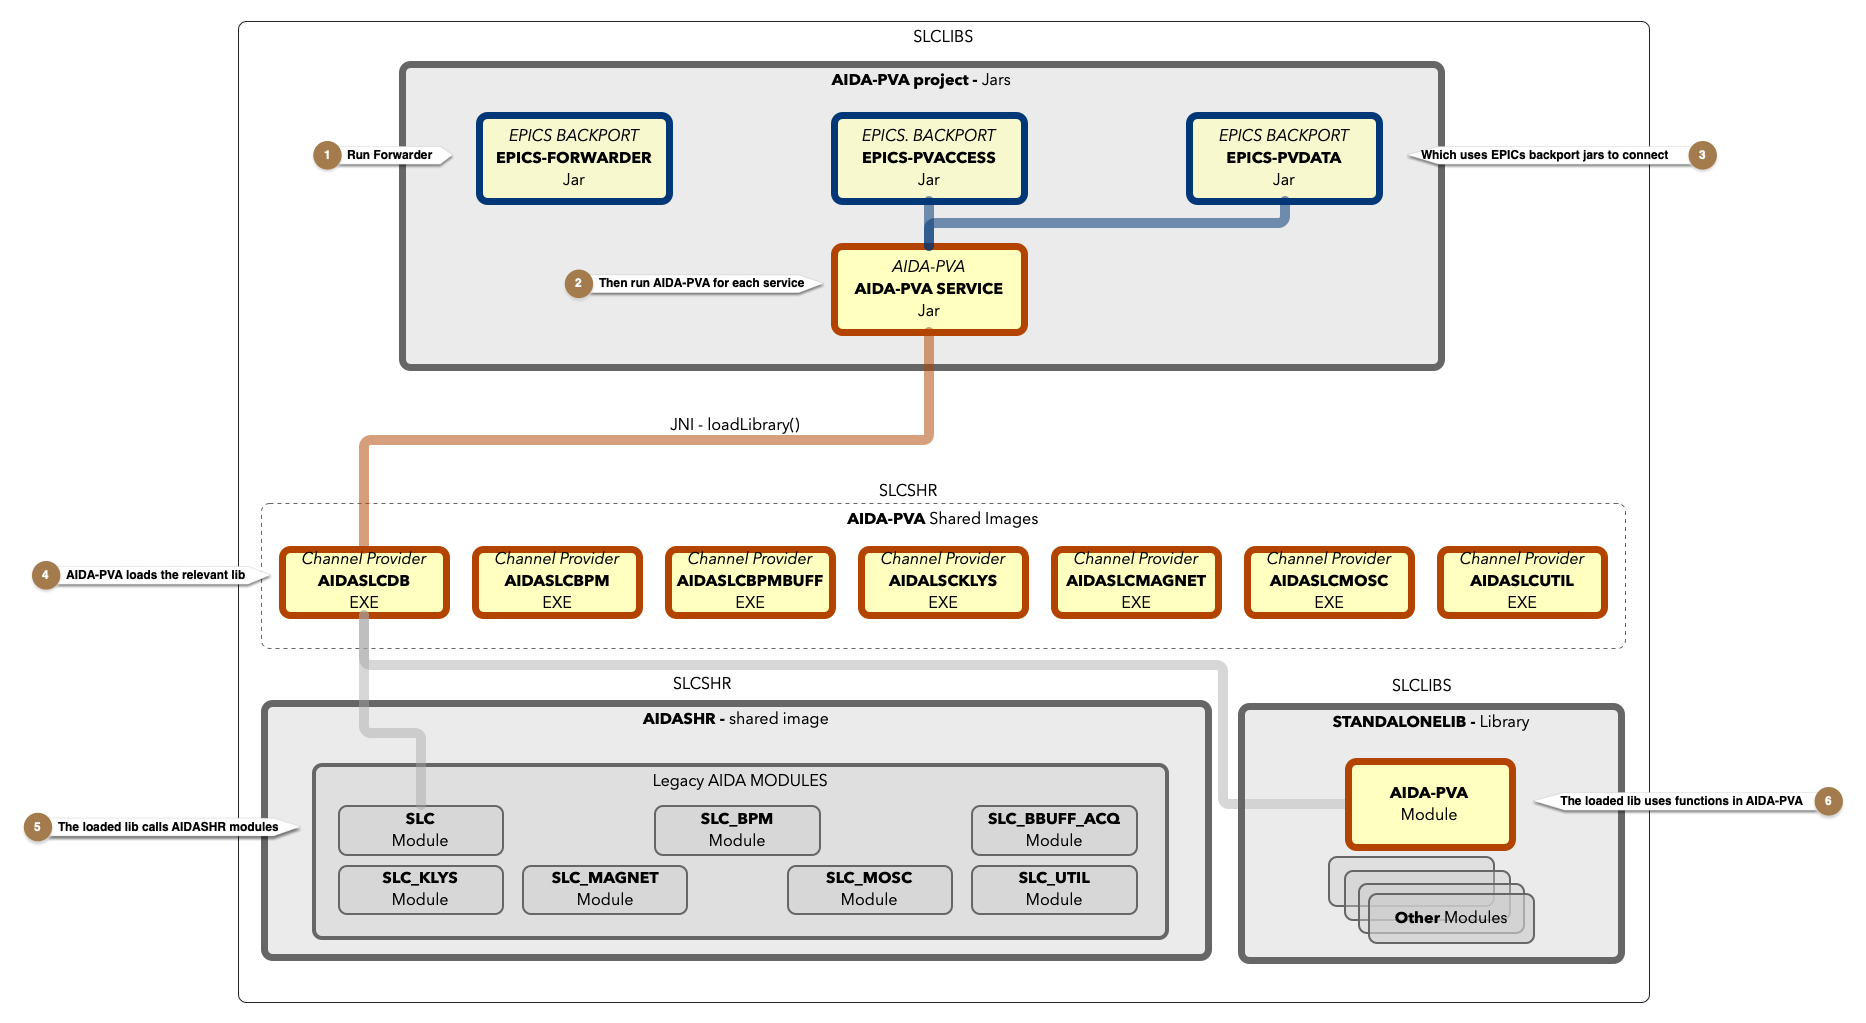 SLCLIBS
AIDA-PVA project - Jars
EPICS BACKPORT
EPICS-FORWARDER
Jar
EPICS. BACKPORT
EPICS-PVACCESS
Jar
EPICS BACKPORT
EPICS-PVDATA
Jar
1 Run Forwarder
Which uses EPICs backport jars to connect 3
AIDA-PVA
AIDA-PVA SERVICE
Jar
2 Then run AIDA-PVA for each service
JNI - loadLibrary()
SLCSHR
AIDA-PVA Shared Images
4 AIDA-PVA loads the relevant lib
Channel Provider
AIDASLCDB
EXE
Channel Provider
AIDASLCBPM
EXE
Channel Provider
AIDASLCBPMBUFF
EXE
Channel Provider
AIDALSCKLYS
EXE
Channel Provider
AIDASLCMAGNET
EXE
Channel Provider
AIDASLCMOSC
EXE
Channel Provider
AIDASLCUTIL
EXE
SLCSHR
AIDASHR - shared image
Legacy AIDA MODULES
5 The loaded lib calls AIDASHR modules
SLC
Module
SLC_BPM
Module
SLC_BBUFF_ACQ
Module
SLC_KLYS
Module
SLC_MAGNET
Module
SLC_MOSC
Module
SLC_UTIL
Module
SLCLIBS
STANDALONELIB - Library
AIDA-PVA
Module
The loaded lib uses functions in AIDA-PVA 6
Other Modules